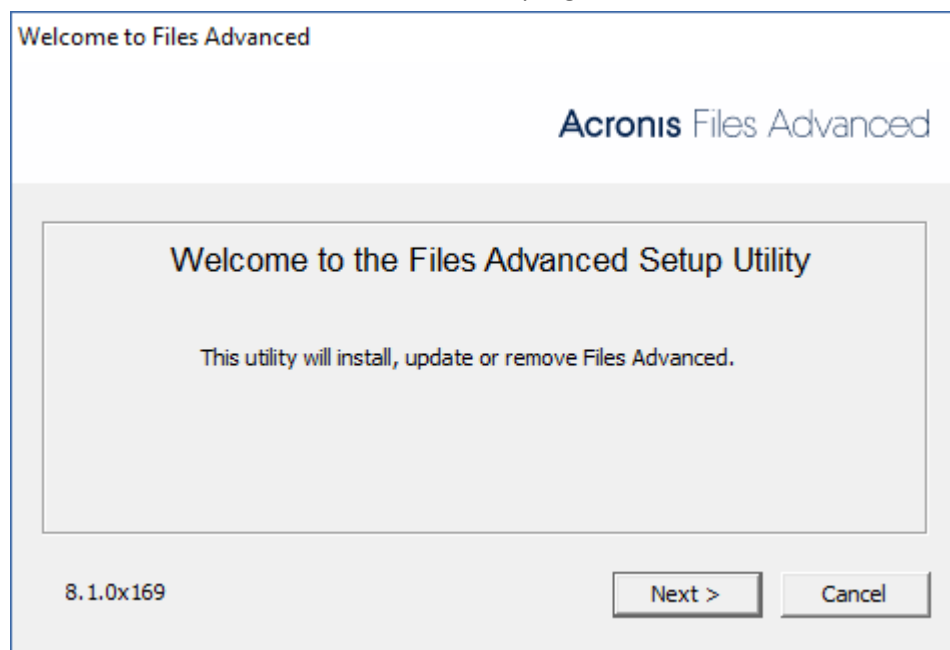 Welcome to Files Advanced
Acronis Files Advanced
Welcome to the Files Advanced Setup Utility
This utility will install, update or remove Files Advanced.
8.1.0x169
Next >
Cancel